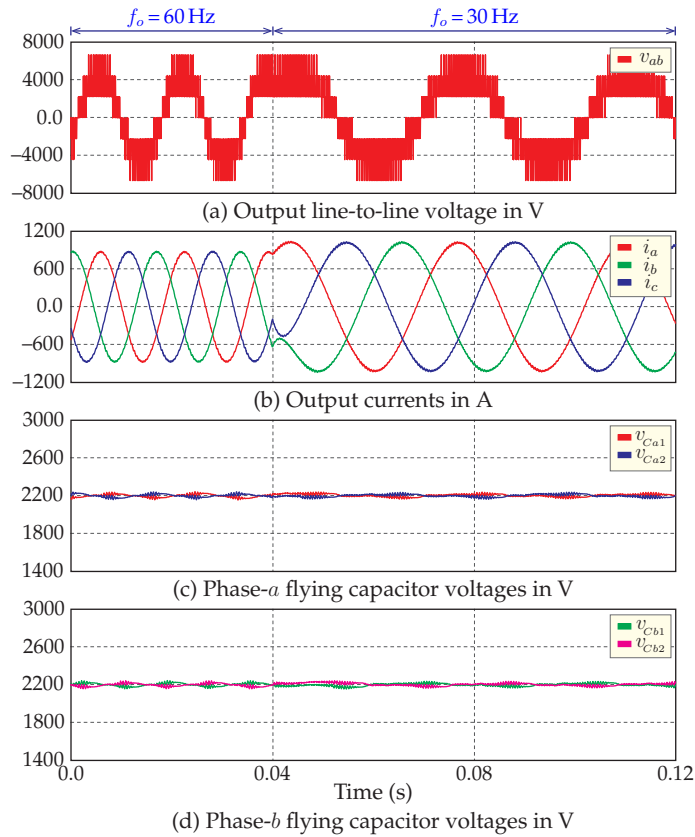 fₒ = 60 Hz fₒ = 30 Hz
8000
4000
0.0
−4000
−8000
v_ab
(a) Output line-to-line voltage in V
1200
600
0.0
−600
−1200
i_a
i_b
i_c
(b) Output currents in A
3000
2600
2200
1800
1400
v_Ca1
v_Ca2
(c) Phase-a flying capacitor voltages in V
3000
2600
2200
1800
1400
v_Cb1
v_Cb2
0.0 0.04 0.08 0.12
Time (s)
(d) Phase-b flying capacitor voltages in V